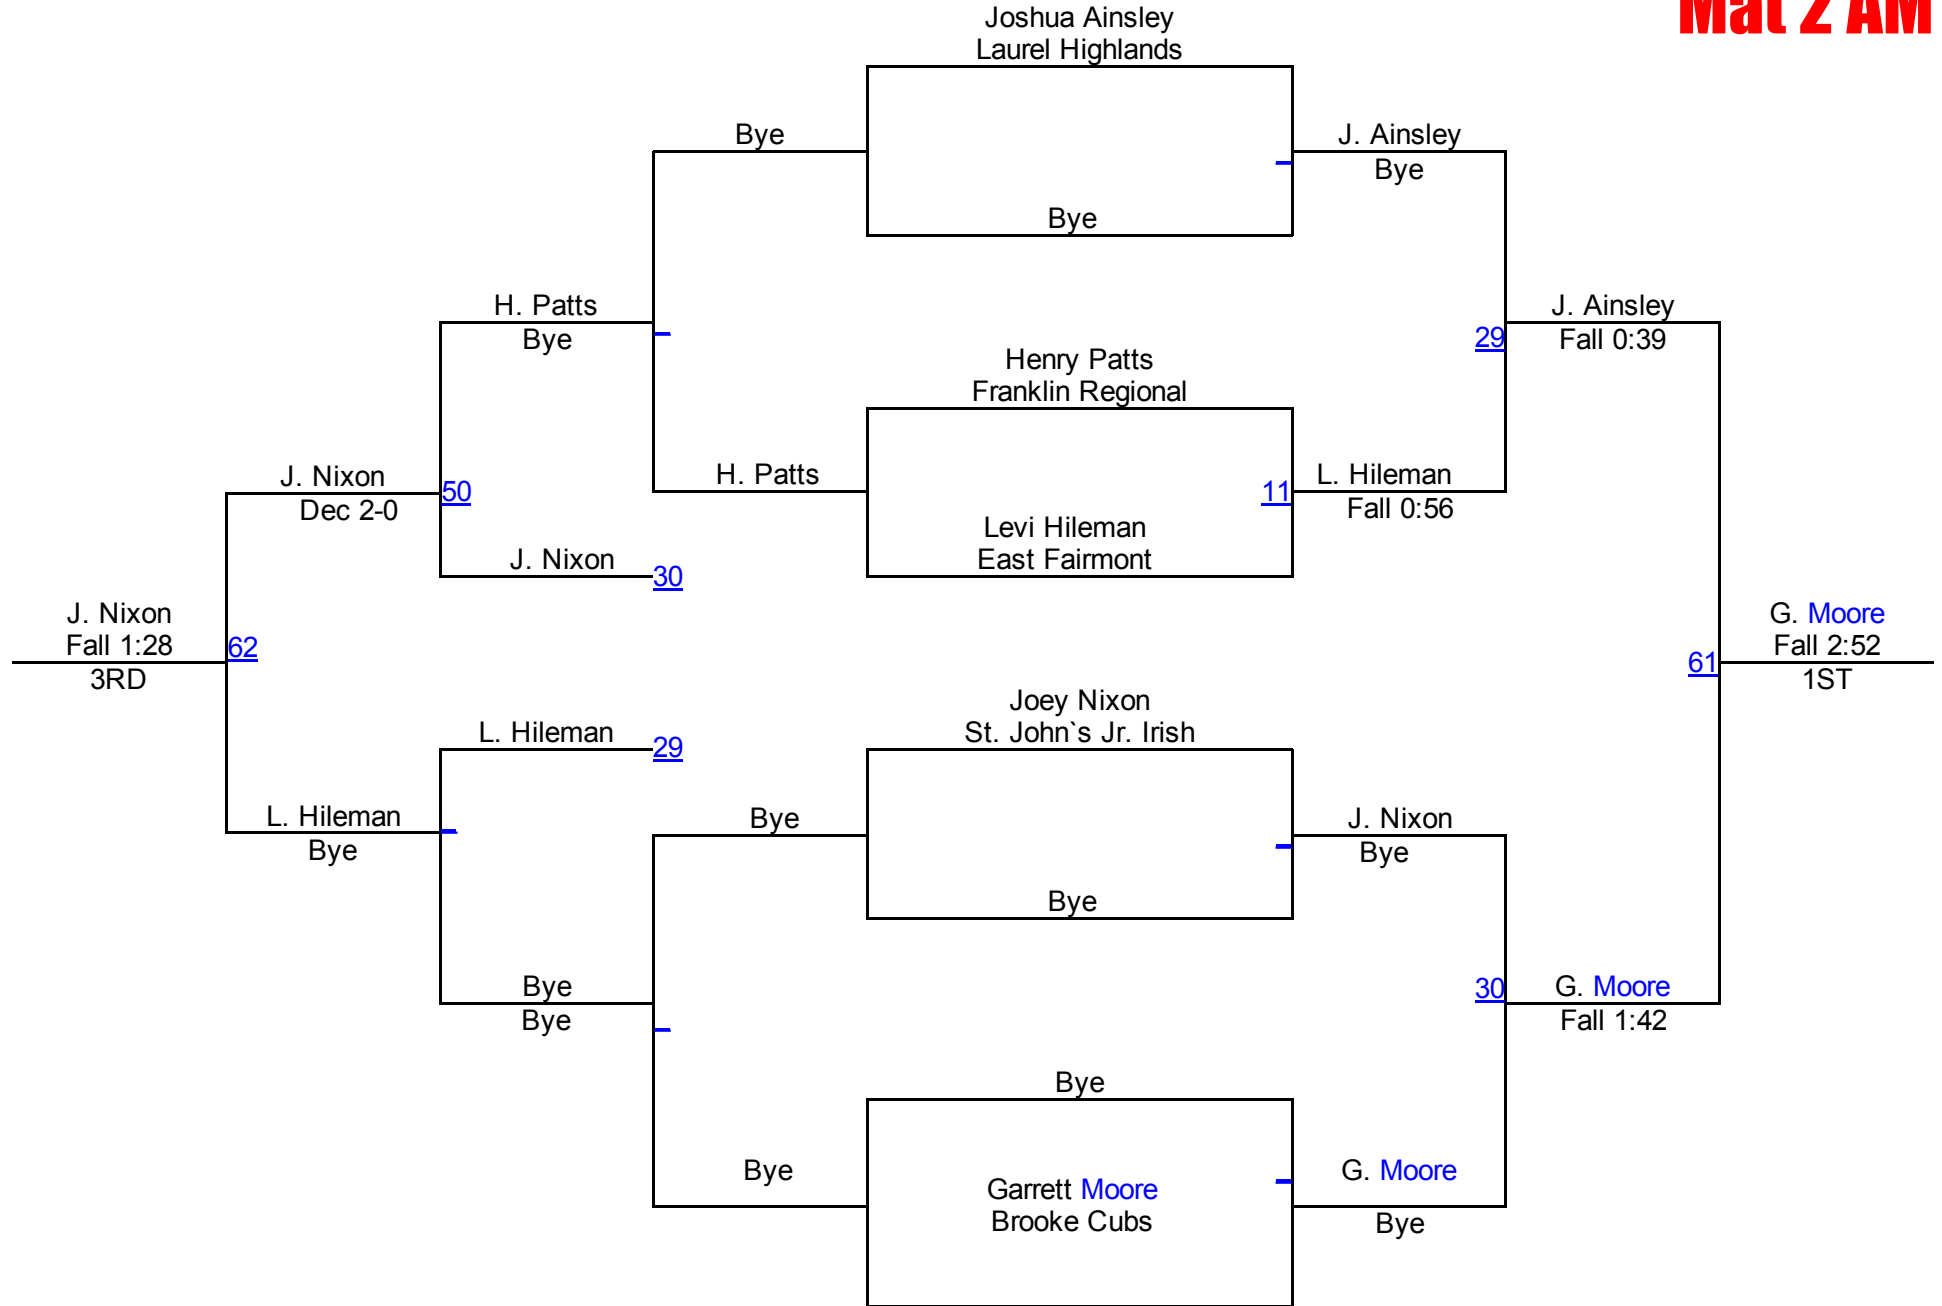 Mat 2 AM
Joshua Ainsley
Laurel Highlands
Bye
J. Ainsley
Bye
Bye
H. Patts
Bye
J. Ainsley
Fall 0:39
29
Henry Patts
Franklin Regional
J. Nixon
Dec 2-0
50
H. Patts
11
L. Hileman
Fall 0:56
Levi Hileman
East Fairmont
J. Nixon
30
J. Nixon
Fall 1:28
3RD
62
G. Moore
Fall 2:52
1ST
61
Joey Nixon
St. John`s Jr. Irish
L. Hileman
29
L. Hileman
Bye
Bye
J. Nixon
Bye
Bye
Bye
Bye
30
G. Moore
Fall 1:42
Bye
Bye
Garrett Moore
Brooke Cubs
G. Moore
Bye